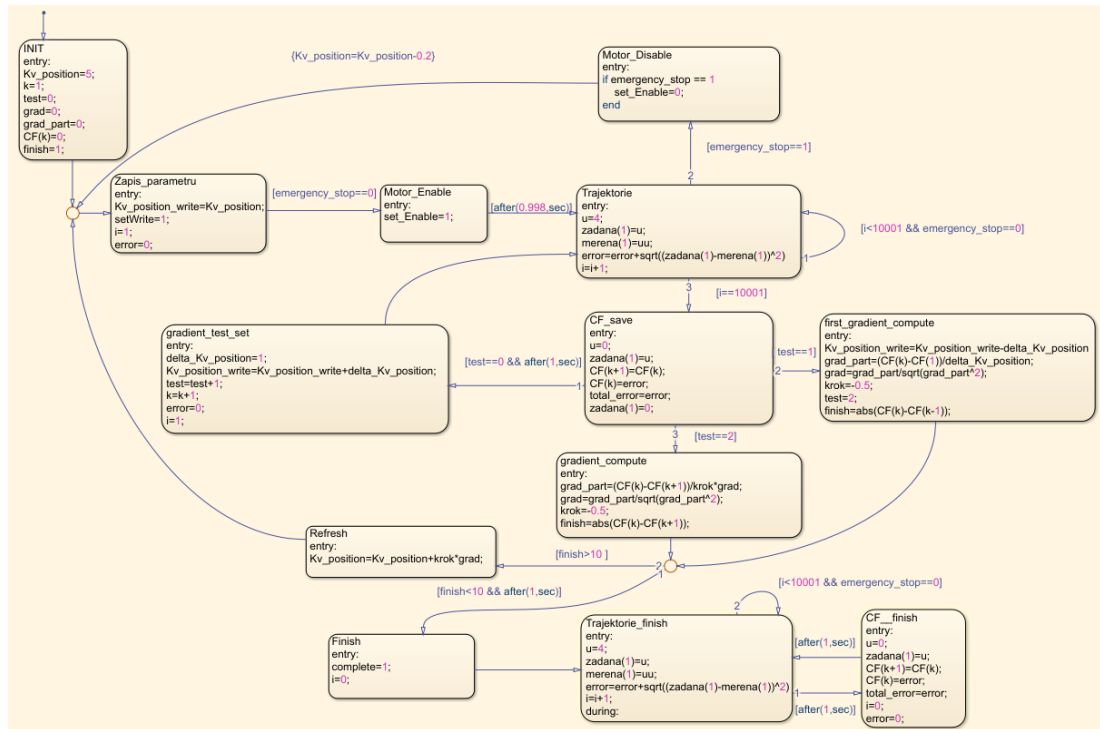 INIT
entry:
Kv_position=5;
k=1;
test=0;
grad=0;
grad_part=0;
CF(k)=0;
finish=1;
{Kv_position=Kv_position-0.2}
Motor_Disable
entry:
if emergency_stop == 1
set_Enable=0;
end
[emergency_stop==1]
2
Zapis_parametru
entry:
Kv_position_write=Kv_position;
setWrite=1;
i=1;
error=0;
[emergency_stop==0]
Motor_Enable
entry:
set_Enable=1;
[after(0.998,sec)]
Trajektorie
entry:
u=4;
zadana(1)=u;
merena(1)=uu;
error=error+sqrt((zadana(1)-merena(1))^2)
i=i+1;
[i<10001 && emergency_stop==0]
1
3
[i==10001]
gradient_test_set
entry:
delta_Kv_position=1;
Kv_position_write=Kv_position_write+delta_Kv_position;
test=test+1;
k=k+1;
error=0;
i=1;
[test==0 && after(1,sec)]
1
CF_save
entry:
u=0;
zadana(1)=u;
CF(k+1)=CF(k);
CF(k)=error;
total_error=error;
zadana(1)=0;
test==1]
2
first_gradient_compute
entry:
Kv_position_write=Kv_position_write-delta_Kv_position
grad_part=(CF(k)-CF(1))/delta_Kv_position;
grad=grad_part/sqrt(grad_part^2);
krok=-0.5;
test=2;
finish=abs(CF(k)-CF(k-1));
3
[test==2]
gradient_compute
entry:
grad_part=(CF(k)-CF(k+1))/krok*grad;
grad=grad_part/sqrt(grad_part^2);
krok=-0.5;
finish=abs(CF(k)-CF(k+1));
Refresh
entry:
Kv_position=Kv_position+krok*grad;
[finish>10 ]
2
1
[finish<10 && after(1,sec)]
[i<10001 && emergency_stop==0]
2
Finish
entry:
complete=1;
i=0;
Trajektorie_finish
entry:
u=4;
zadana(1)=u;
merena(1)=uu;
error=error+sqrt((zadana(1)-merena(1))^2)
i=i+1;
during:
[after(1,sec)]
1
[after(1,sec)]
CF__finish
entry:
u=0;
zadana(1)=u;
CF(k+1)=CF(k);
CF(k)=error;
total_error=error;
i=0;
error=0;